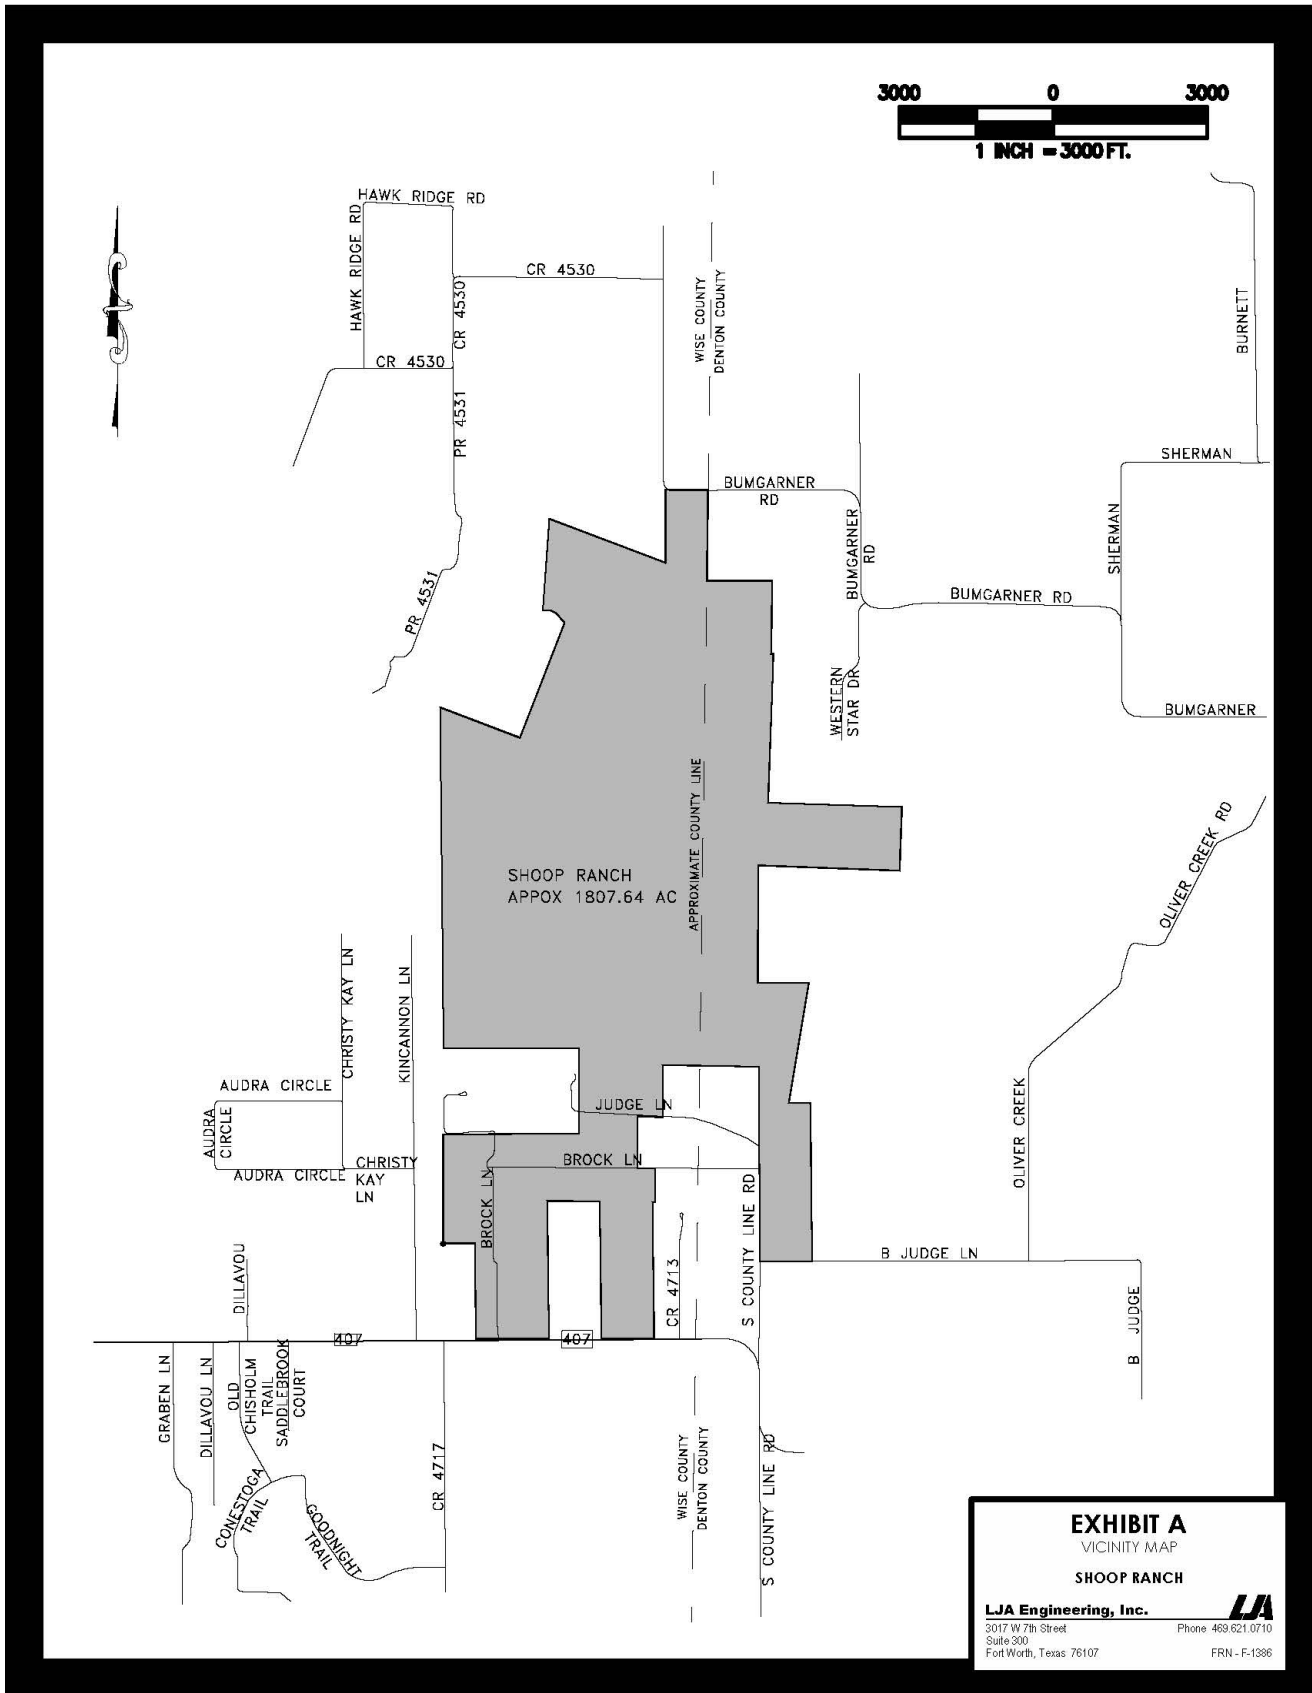 3000 0 3000
1 INCH = 3000 FT.
HAWK RIDGE RD
HAWK RIDGE RD
CR 4530
CR 4530
CR 4530
PR 4531
PR 4531
WISE COUNTY
DENTON COUNTY
BURNETT
SHERMAN
SHERMAN
BUMGARNER
RD
BUMGARNER
RD
BUMGARNER RD
BUMGARNER
WESTERN
STAR DR
OLIVER CREEK RD
APPROXIMATE COUNTY LINE
SHOOP RANCH
APPOX 1807.64 AC
CHRISTY KAY LN
KINCANNON LN
AUDRA CIRCLE
AUDRA
CIRCLE
AUDRA CIRCLE
CHRISTY
KAY
LN
JUDGE LN
BROCK LN
BROCK LN
OLIVER CREEK
S COUNTY LINE RD
CR 4713
B JUDGE LN
B JUDGE
DILLAVOU
407
407
GRABEN LN
DILLAVOU LN
OLD
CHISHOLM
TRAIL
SADDLEBROOK
COURT
CONESTOGA
TRAIL
GOODNIGHT
TRAIL
CR 4717
WISE COUNTY
DENTON COUNTY
S COUNTY LINE RD
EXHIBIT A
VICINITY MAP
SHOOP RANCH
LJA Engineering, Inc.
LJA
3017 W 7th Street
Phone 469.621.0710
Suite 300
Fort Worth, Texas 76107
FRN - F-1386